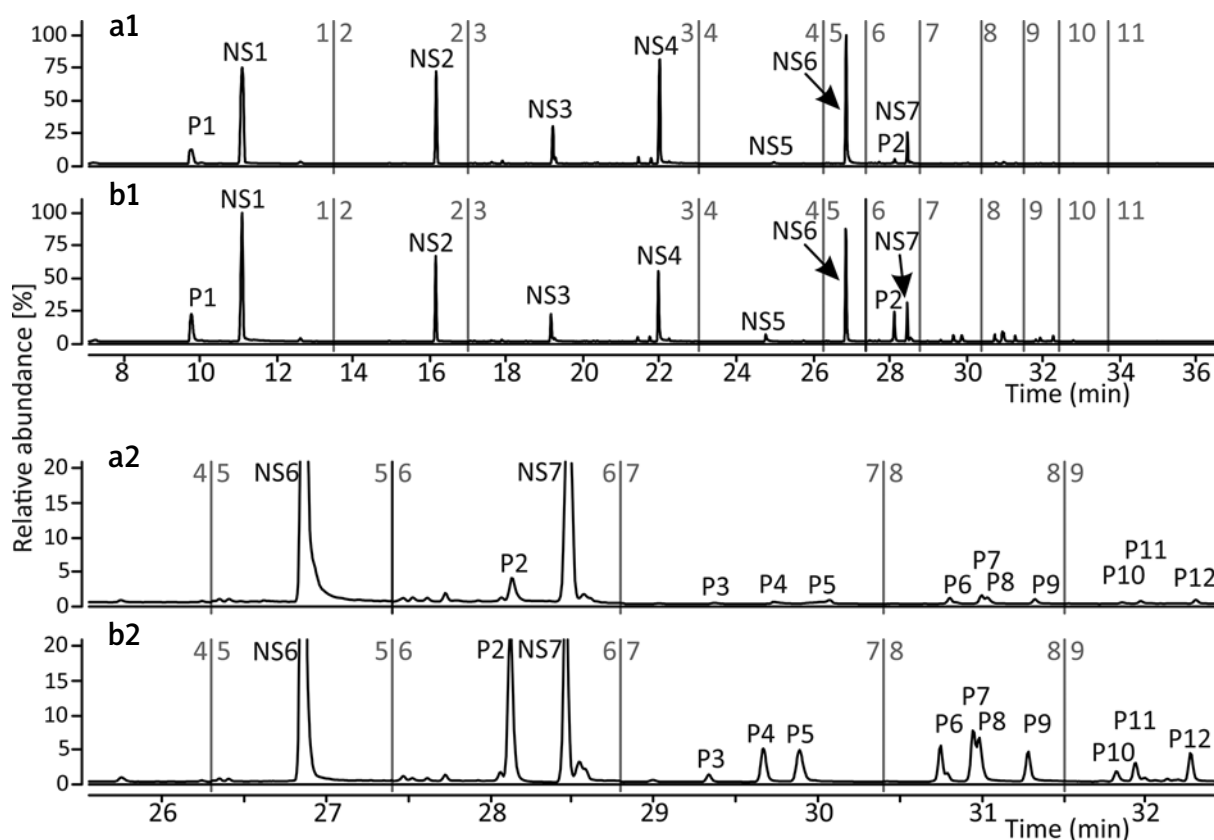 a1
1 2 2 3 3 4 4 5 6 7 8 9 10 11
100
75
50
25
0
P1 NS1 NS2 NS3 NS4 NS5 NS6 P2 NS7
b1
1 2 2 3 3 4 4 5 6 7 8 9 10 11
100
75
50
25
0
P1 NS1 NS2 NS3 NS4 NS5 NS6 P2 NS7
8 10 12 14 16 18 20 22 24 26 28 30 32 34 36
Time (min)
Relative abundance [%]
a2
4 5 5 6 6 7 7 8 8 9
20
15
10
5
0
NS6 P2 NS7 P3 P4 P5 P6 P7 P8 P9 P10 P11 P12
b2
4 5 5 6 6 7 7 8 8 9
20
15
10
5
0
NS6 P2 NS7 P3 P4 P5 P6 P7 P8 P9 P10 P11 P12
26 27 28 29 30 31 32
Time (min)